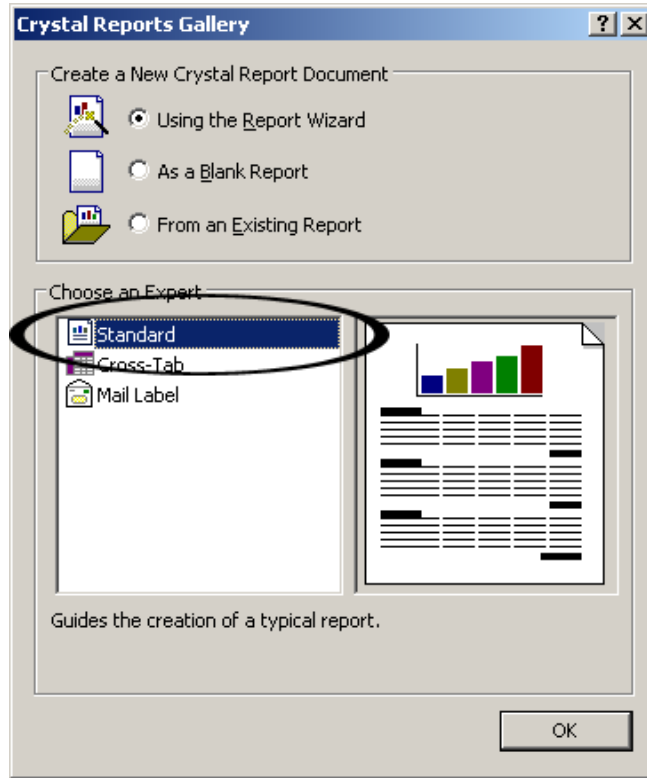 Crystal Reports Gallery
Create a New Crystal Report Document
Using the Report Wizard
As a Blank Report
From an Existing Report
Choose an Expert
Standard
Cross-Tab
Mail Label
Guides the creation of a typical report.
OK